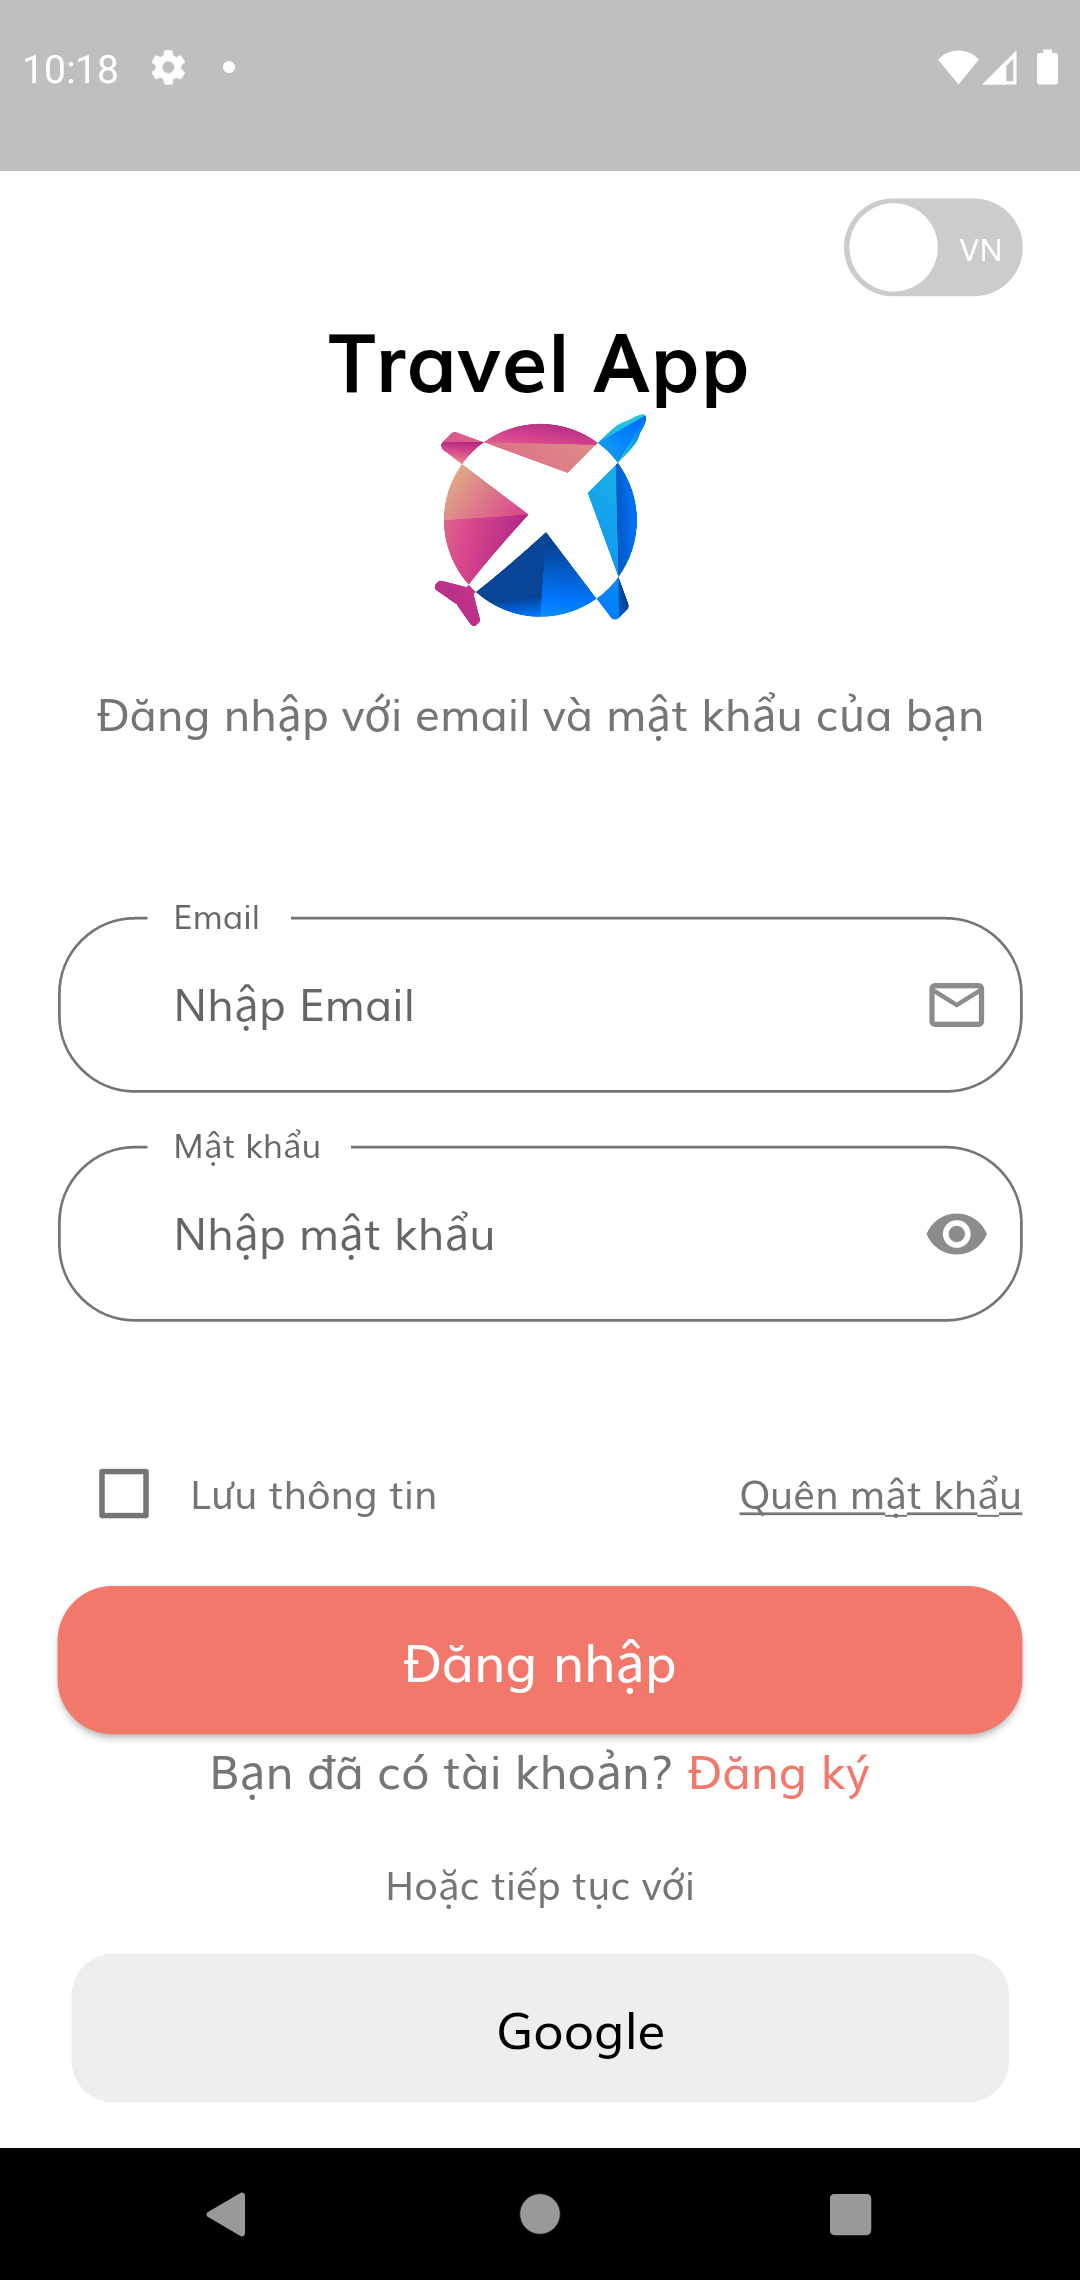 10:18
VN
Travel App
Đăng nhập với email và mật khẩu của bạn
Email
Nhập Email
Mật khẩu
Nhập mật khẩu
Lưu thông tin
Quên mật khẩu
Đăng nhập
Bạn đã có tài khoản? Đăng ký
Hoặc tiếp tục với
Google